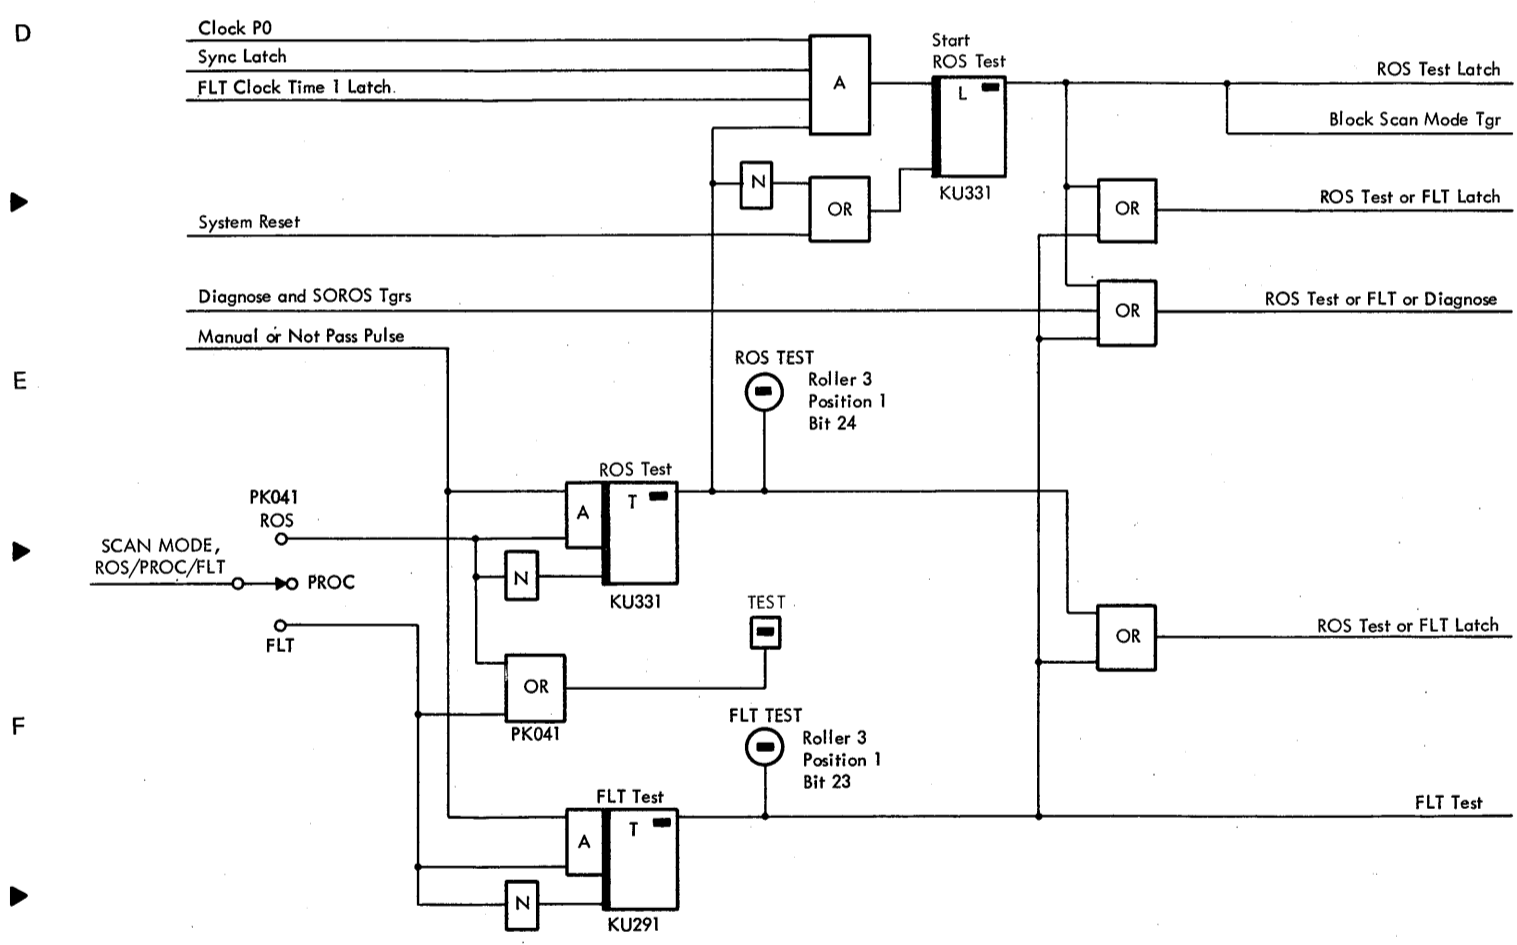 D
Clock P0
Sync Latch
FLT Clock Time 1 Latch.
A
Start
ROS Test
L
KU331
ROS Test Latch
Block Scan Mode Tgr
N
OR
System Reset
OR
ROS Test or FLT Latch
Diagnose and SOROS Tgrs
OR
ROS Test or FLT or Diagnose
Manual or Not Pass Pulse
E
ROS TEST
Roller 3
Position 1
Bit 24
ROS Test
A
T
KU331
PK041
ROS
SCAN MODE,
ROS/PROC/FLT
PROC
FLT
N
TEST
OR
PK041
OR
ROS Test or FLT Latch
F
FLT TEST
Roller 3
Position 1
Bit 23
FLT Test
A
T
KU291
N
FLT Test